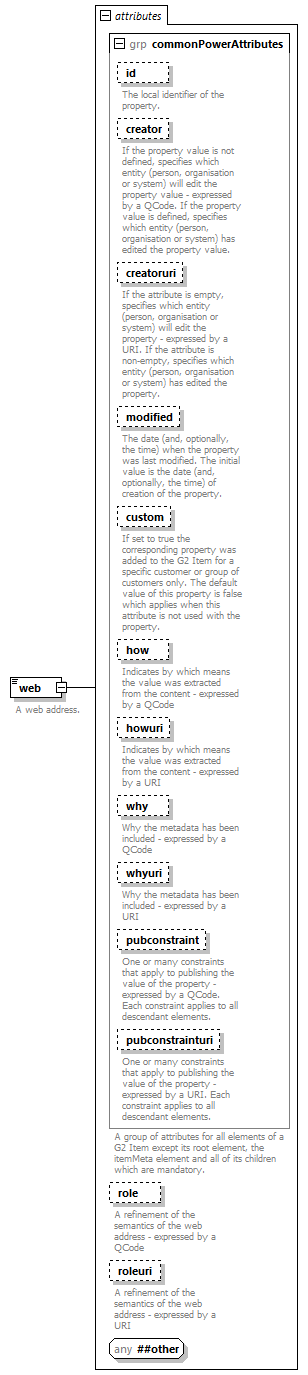 attributes
grp commonPowerAttributes
id
The local identifier of the
property.
creator
If the property value is not
defined, specifies which
entity (person, organisation
or system) will edit the
property value - expressed
by a QCode. If the property
value is defined, specifies
which entity (person,
organisation or system) has
edited the property value.
creatoruri
If the attribute is empty,
specifies which entity
(person, organisation or
system) will edit the
property - expressed by a
URI. If the attribute is
non-empty, specifies which
entity (person, organisation
or system) has edited the
property.
modified
The date (and, optionally,
the time) when the property
was last modified. The initial
value is the date (and,
optionally, the time) of
creation of the property.
custom
If set to true the
corresponding property was
added to the G2 Item for a
specific customer or group of
customers only. The default
value of this property is false
which applies when this
attribute is not used with the
property.
how
Indicates by which means
the value was extracted
from the content - expressed
by a QCode
web
A web address.
howuri
Indicates by which means
the value was extracted
from the content - expressed
by a URI
why
Why the metadata has been
included - expressed by a
QCode
whyuri
Why the metadata has been
included - expressed by a
URI
pubconstraint
One or many constraints
that apply to publishing the
value of the property -
expressed by a QCode.
Each constraint applies to all
descendant elements.
pubconstrainturi
One or many constraints
that apply to publishing the
value of the property -
expressed by a URI. Each
constraint applies to all
descendant elements.
A group of attributes for all elements of a
G2 Item except its root element, the
itemMeta element and all of its children
which are mandatory.
role
A refinement of the
semantics of the web
address - expressed by a
QCode
roleuri
A refinement of the
semantics of the web
address - expressed by a
URI
any ##other